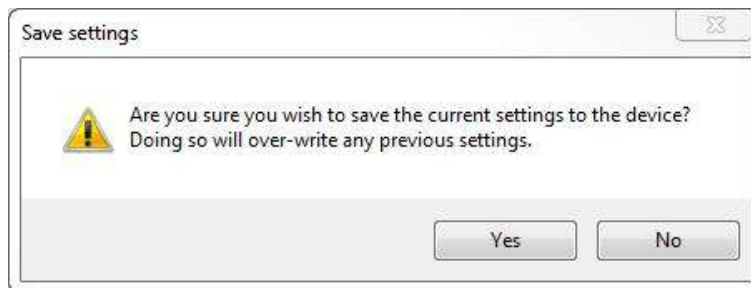 Save settings
Are you sure you wish to save the current settings to the device?
Doing so will over-write any previous settings.
Yes No